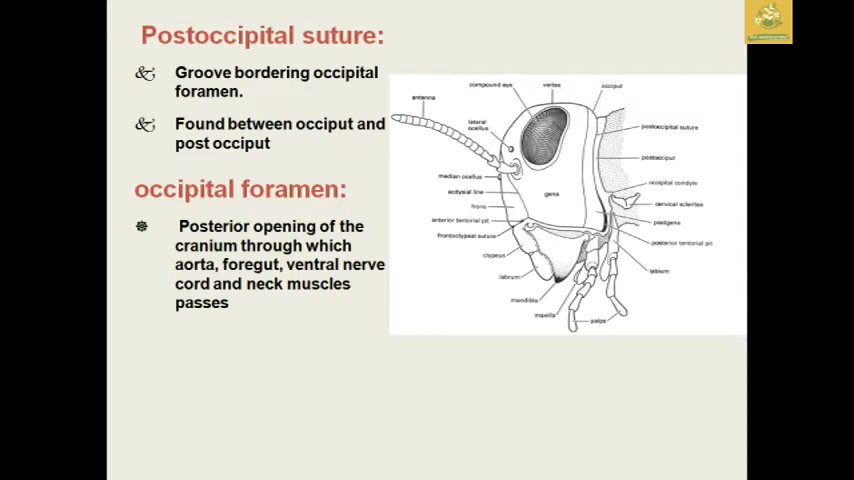 Postoccipital suture:
Groove bordering occipital
foramen.
Found between occiput and
post occiput
occipital foramen:
Posterior opening of the
cranium through which
aorta, foregut, ventral nerve
cord and neck muscles
passes
compound eye
vertex
occiput
antenna
lateral
ocellus
postoccipital suture
postocciput
median ocellus
occipital condyle
ecdysial line
gena
cervical sclerites
frons
anterior tentorial pit
postgena
frontoclypeal suture
posterior tentorial pit
clypeus
labrum
labium
mandible
maxilla
palps